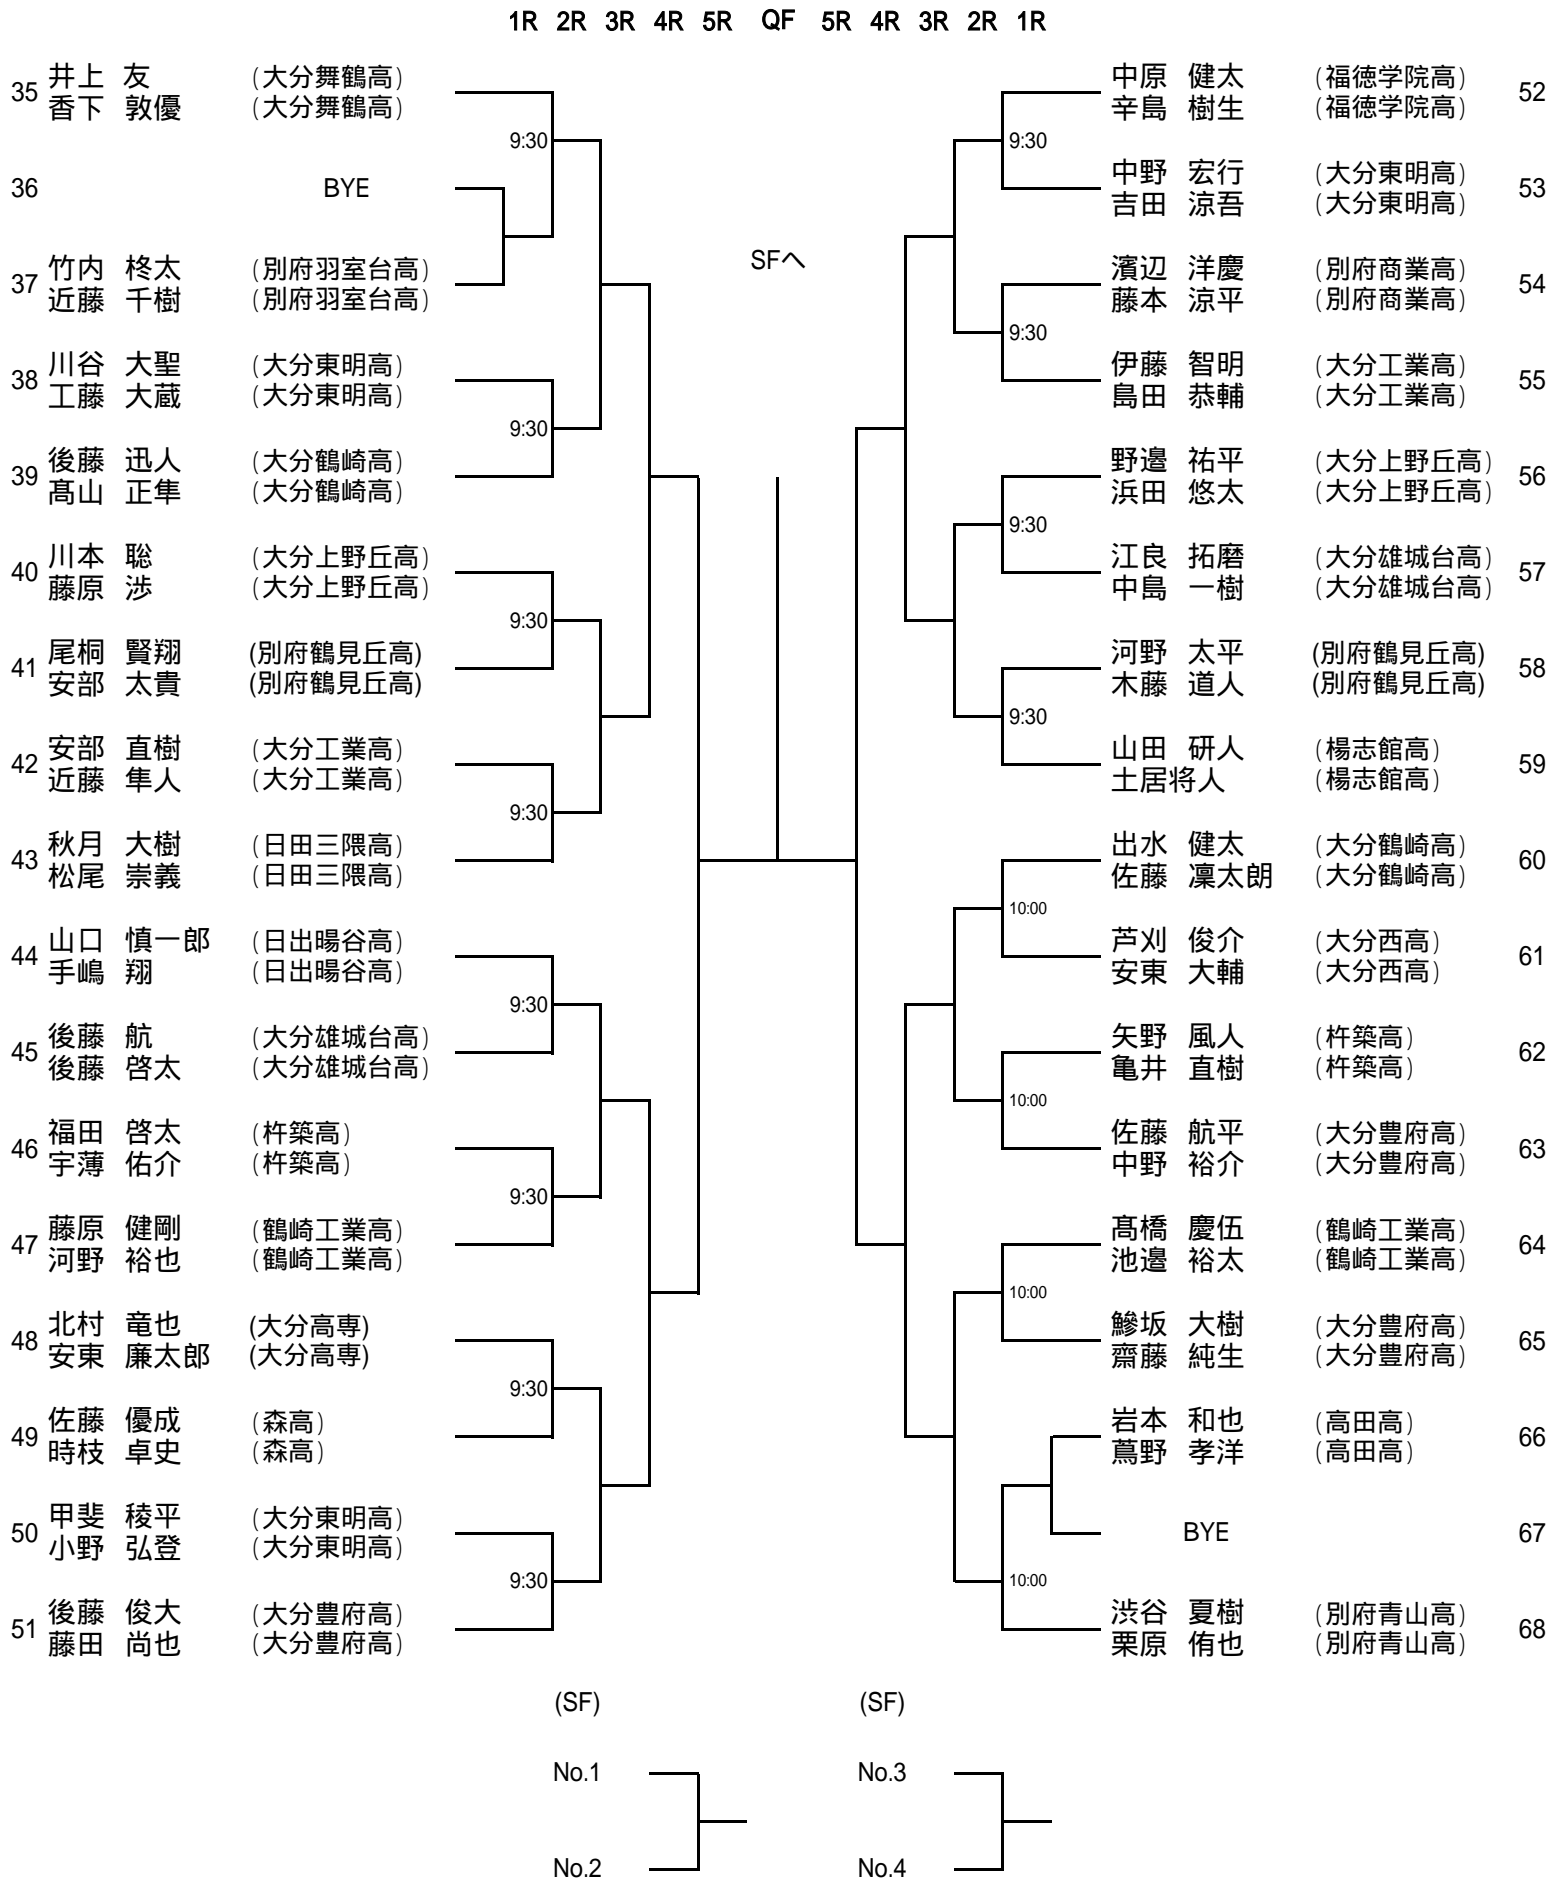 1R 2R 3R 4R 5R QF 5R 4R 3R 2R 1R
35 井上 友 (大分舞鶴高)
香下 敦優 (大分舞鶴高)
9:30
36 BYE
37 竹内 柊太 (別府羽室台高)
近藤 千樹 (別府羽室台高)
38 川谷 大聖 (大分東明高)
工藤 大蔵 (大分東明高)
9:30
39 後藤 迅人 (大分鶴崎高)
髙山 正隼 (大分鶴崎高)
40 川本 聡 (大分上野丘高)
藤原 渉 (大分上野丘高)
9:30
41 尾桐 賢翔 (別府鶴見丘高)
安部 太貴 (別府鶴見丘高)
42 安部 直樹 (大分工業高)
近藤 隼人 (大分工業高)
9:30
43 秋月 大樹 (日田三隈高)
松尾 崇義 (日田三隈高)
44 山口 慎一郎 (日出暘谷高)
手嶋 翔 (日出暘谷高)
9:30
45 後藤 航 (大分雄城台高)
後藤 啓太 (大分雄城台高)
46 福田 啓太 (杵築高)
宇薄 佑介 (杵築高)
9:30
47 藤原 健剛 (鶴崎工業高)
河野 裕也 (鶴崎工業高)
48 北村 竜也 (大分高専)
安東 廉太郎 (大分高専)
9:30
49 佐藤 優成 (森高)
時枝 卓史 (森高)
50 甲斐 稜平 (大分東明高)
小野 弘登 (大分東明高)
9:30
51 後藤 俊大 (大分豊府高)
藤田 尚也 (大分豊府高)
SFへ
中原 健太 (福徳学院高) 52
辛島 樹生 (福徳学院高)
9:30
中野 宏行 (大分東明高) 53
吉田 涼吾 (大分東明高)
濱辺 洋慶 (別府商業高) 54
藤本 涼平 (別府商業高)
9:30
伊藤 智明 (大分工業高) 55
島田 恭輔 (大分工業高)
野邉 祐平 (大分上野丘高) 56
浜田 悠太 (大分上野丘高)
9:30
江良 拓磨 (大分雄城台高) 57
中島 一樹 (大分雄城台高)
河野 太平 (別府鶴見丘高) 58
木藤 道人 (別府鶴見丘高)
9:30
山田 研人 (楊志館高) 59
土居将人 (楊志館高)
出水 健太 (大分鶴崎高) 60
佐藤 凜太朗 (大分鶴崎高)
10:00
芦刈 俊介 (大分西高) 61
安東 大輔 (大分西高)
矢野 風人 (杵築高) 62
亀井 直樹 (杵築高)
10:00
佐藤 航平 (大分豊府高) 63
中野 裕介 (大分豊府高)
髙橋 慶伍 (鶴崎工業高) 64
池邉 裕太 (鶴崎工業高)
10:00
鰺坂 大樹 (大分豊府高) 65
齋藤 純生 (大分豊府高)
岩本 和也 (高田高) 66
蔦野 孝洋 (高田高)
BYE 67
10:00
渋谷 夏樹 (別府青山高) 68
栗原 侑也 (別府青山高)
(SF) (SF)
No.1 No.3
No.2 No.4